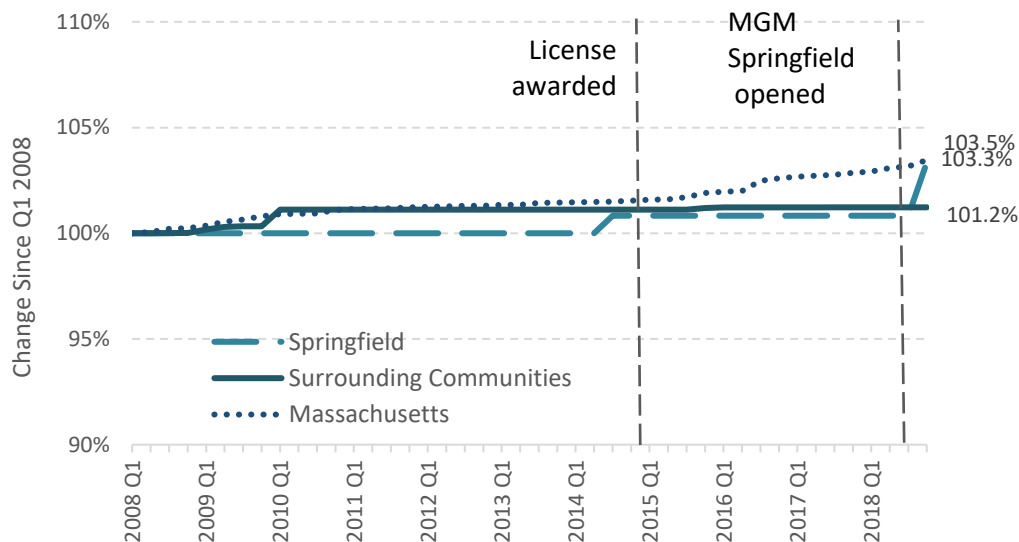 110%
105%
100%
95%
90%
Change Since Q1 2008
License
awarded
MGM
Springfield
opened
103.5%
103.3%
101.2%
Springfield
Surrounding Communities
Massachusetts
2008 Q1
2009 Q1
2010 Q1
2011 Q1
2012 Q1
2013 Q1
2014 Q1
2015 Q1
2016 Q1
2017 Q1
2018 Q1